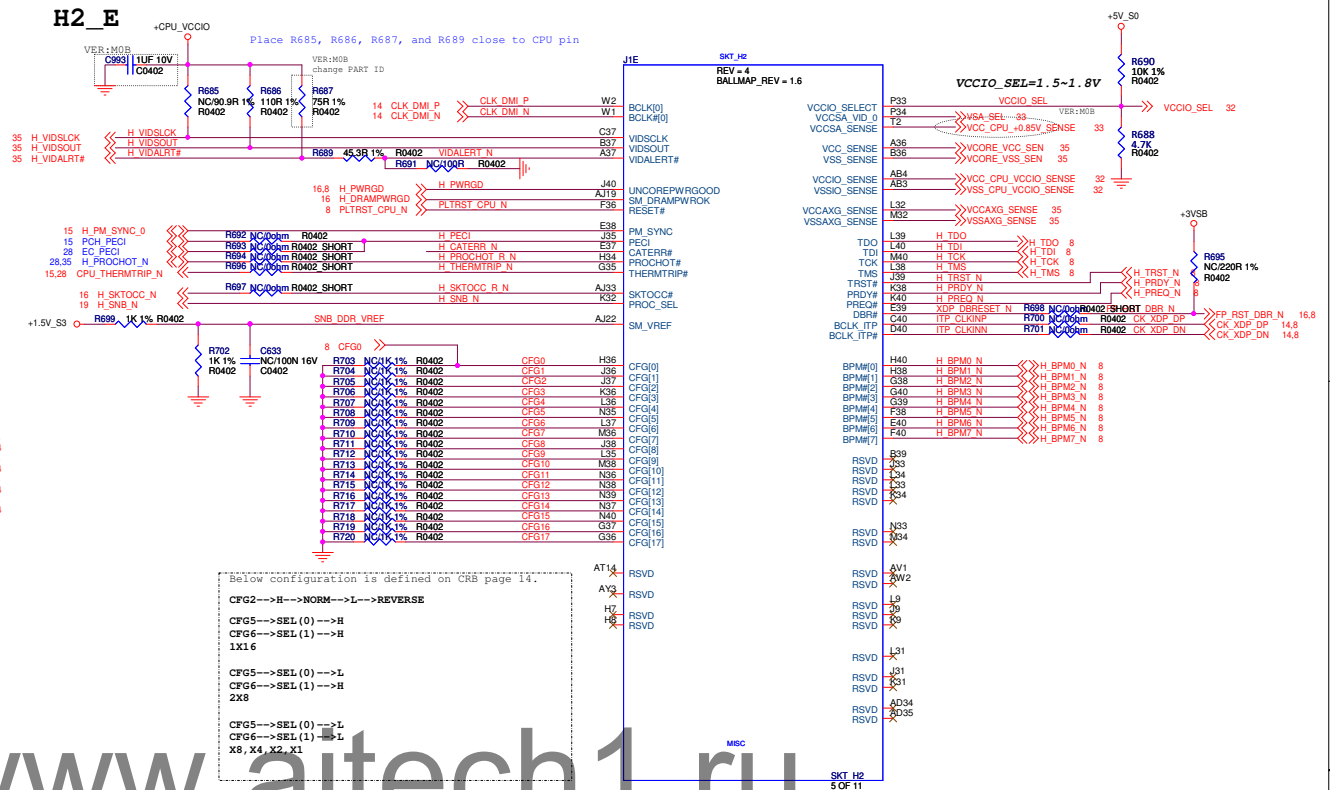 H2_E
+CPU_VCCIO
Place R685, R686, R687, and R689 close to CPU pin
VER:M0B
C993 1UF 10V
C0402
VER:M0B
change PART ID
R685
NC/90.9R 1%
R0402
R686
110R 1%
R0402
R687
75R 1%
R0402
35 H_VIDSLCK H_VIDSLCK
35 H_VIDSOUT H_VIDSOUT
35 H_VIDALRT# H_VIDALRT#
R689 45.3R 1% R0402 VIDALERT_N
R691 NC/100R R0402
14 CLK_DMI_P CLK_DMI_P W2 BCLK[0]
14 CLK_DMI_N CLK_DMI_N W1 BCLK#[0]
C37 VIDSCLK
B37 VIDSOUT
A37 VIDALERT#
16,8 H_PWRGD H_PWRGD J40 UNCOREPWRGOOD
16 H_DRAMPWRGD AJ19 SM_DRAMPWROK
8 PLTRST_CPU_N PLTRST_CPU_N F36 RESET#
15 H_PM_SYNC_0 E38 PM_SYNC
15 PCH_PECI R692 NC/0ohm R0402 H_PECI J35 PECI
28 EC_PECI R693 NC/0ohm R0402_SHORT H_CATERR_N E37 CATERR#
28,35 H_PROCHOT_N R694 NC/0ohm R0402_SHORT H_PROCHOT_R_N H34 PROCHOT#
15,28 CPU_THERMTRIP_N R696 NC/0ohm R0402_SHORT H_THERMTRIP_N G35 THERMTRIP#
16 H_SKTOCC_N R697 NC/0ohm R0402_SHORT H_SKTOCC_R_N AJ33 SKTOCC#
19 H_SNB_N H_SNB_N K32 PROC_SEL
+1.5V_S3 R699 1K 1% R0402 SNB_DDR_VREF AJ22 SM_VREF
R702
1K 1%
R0402
C633
NC/100N 16V
C0402
8 CFG0
R703 NC/1K 1% R0402 CFG0 H36 CFG[0]
R704 NC/1K 1% R0402 CFG1 J36 CFG[1]
R705 NC/1K 1% R0402 CFG2 J37 CFG[2]
R706 NC/1K 1% R0402 CFG3 K36 CFG[3]
R707 NC/1K 1% R0402 CFG4 L36 CFG[4]
R708 NC/1K 1% R0402 CFG5 N35 CFG[5]
R709 NC/1K 1% R0402 CFG6 L37 CFG[6]
R710 NC/1K 1% R0402 CFG7 M36 CFG[7]
R711 NC/1K 1% R0402 CFG8 J38 CFG[8]
R712 NC/1K 1% R0402 CFG9 L35 CFG[9]
R713 NC/1K 1% R0402 CFG10 M38 CFG[10]
R714 NC/1K 1% R0402 CFG11 N36 CFG[11]
R715 NC/1K 1% R0402 CFG12 N38 CFG[12]
R716 NC/1K 1% R0402 CFG13 N39 CFG[13]
R717 NC/1K 1% R0402 CFG14 N37 CFG[14]
R718 NC/1K 1% R0402 CFG15 N40 CFG[15]
R719 NC/1K 1% R0402 CFG16 G37 CFG[16]
R720 NC/1K 1% R0402 CFG17 G36 CFG[17]
AT14 RSVD
AY3 RSVD
H7 RSVD
H8 RSVD
Below configuration is defined on CRB page 14.
CFG2-->H-->NORM-->L-->REVERSE
CFG5-->SEL(0)-->H
CFG6-->SEL(1)-->H
1X16
CFG5-->SEL(0)-->L
CFG6-->SEL(1)-->H
2X8
CFG5-->SEL(0)-->L
CFG6-->SEL(1)-->L
X8,X4,X2,X1
J1E
SKT_H2
REV = 4
BALLMAP_REV = 1.6
MISC
SKT_H2
5 OF 11
+5V_S0
R690
10K 1%
R0402
VCCIO_SEL=1.5~1.8V
VCCIO_SELECT P33 VCCIO_SEL VCCIO_SEL 32
VER:M0B
VCCSA_VID_0 P34 VSA_SEL 33
VCCSA_SENSE T2 VCC_CPU_+0.85V_SENSE 33
R688
4.7K
R0402
VCC_SENSE A36 VCORE_VCC_SEN 35
VSS_SENSE B36 VCORE_VSS_SEN 35
VCCIO_SENSE AB4 VCC_CPU_VCCIO_SENSE 32
VSSIO_SENSE AB3 VSS_CPU_VCCIO_SENSE 32
VCCAXG_SENSE L32 VCCAXG_SENSE 35
VSSAXG_SENSE M32 VSSAXG_SENSE 35
+3VSB
R695
NC/220R 1%
R0402
TDO L39 H_TDO H_TDO 8
TDI L40 H_TDI H_TDI 8
TCK M40 H_TCK H_TCK 8
TMS L38 H_TMS H_TMS 8
TRST# J39 H_TRST_N H_TRST_N 8
PRDY# K38 H_PRDY_N H_PRDY_N 8
PREQ# K40 H_PREQ_N H_PREQ_N 8
DBR# E39 XDP_DBRESET_N R698 NC/0ohm R0402_SHORT DBR_N FP_RST_DBR_N 16,8
BCLK_ITP C40 ITP_CLKINP R700 NC/0ohm R0402 CK_XDP_DP CK_XDP_DP 14,8
BCLK_ITP# D40 ITP_CLKINN R701 NC/0ohm R0402 CK_XDP_DN CK_XDP_DN 14,8
BPM#[0] H40 H_BPM0_N H_BPM0_N 8
BPM#[1] H38 H_BPM1_N H_BPM1_N 8
BPM#[2] G38 H_BPM2_N H_BPM2_N 8
BPM#[3] G40 H_BPM3_N H_BPM3_N 8
BPM#[4] G39 H_BPM4_N H_BPM4_N 8
BPM#[5] F38 H_BPM5_N H_BPM5_N 8
BPM#[6] E40 H_BPM6_N H_BPM6_N 8
BPM#[7] F40 H_BPM7_N H_BPM7_N 8
RSVD B39
RSVD J33
RSVD L34
RSVD L33
RSVD K34
RSVD N33
RSVD M34
RSVD AV1
RSVD AW2
RSVD L9
RSVD J9
RSVD K9
RSVD L31
RSVD J31
RSVD K31
RSVD AD34
RSVD AD35
www.aitech1.ru